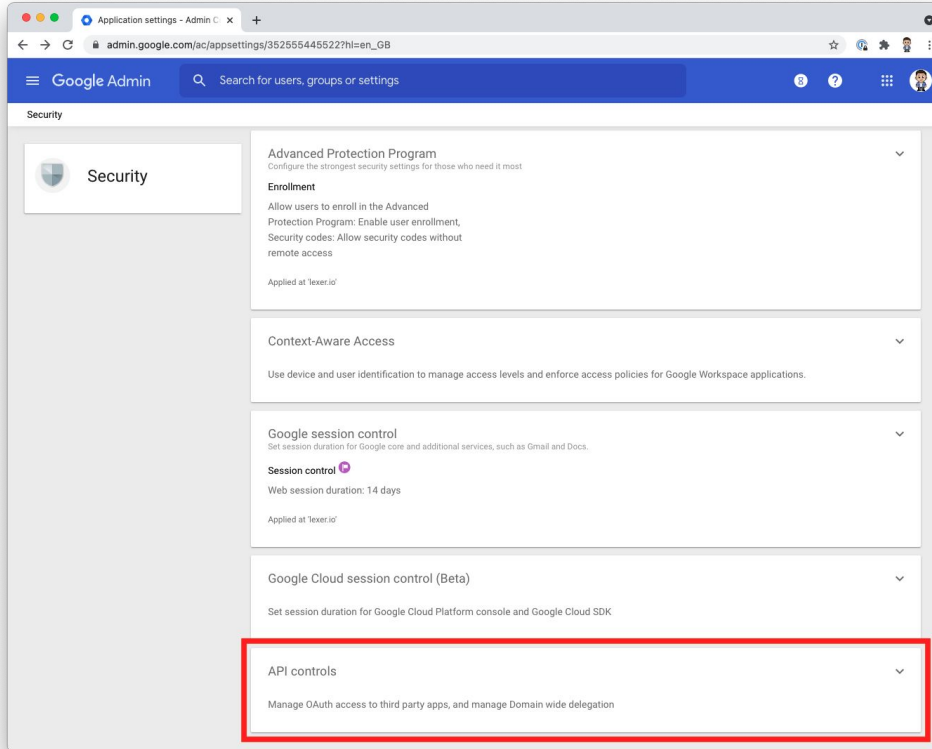 Application settings - Admin C
admin.google.com/ac/appsettings/352555445522?hl=en_GB
Google Admin
Search for users, groups or settings
8
?
Security
Security
Advanced Protection Program
Configure the strongest security settings for those who need it most
Enrollment
Allow users to enroll in the Advanced
Protection Program: Enable user enrollment,
Security codes: Allow security codes without
remote access
Applied at 'lexer.io'
Context-Aware Access
Use device and user identification to manage access levels and enforce access policies for Google Workspace applications.
Google session control
Set session duration for Google core and additional services, such as Gmail and Docs.
Session control
Web session duration: 14 days
Applied at 'lexer.io'
Google Cloud session control (Beta)
Set session duration for Google Cloud Platform console and Google Cloud SDK
API controls
Manage OAuth access to third party apps, and manage Domain wide delegation